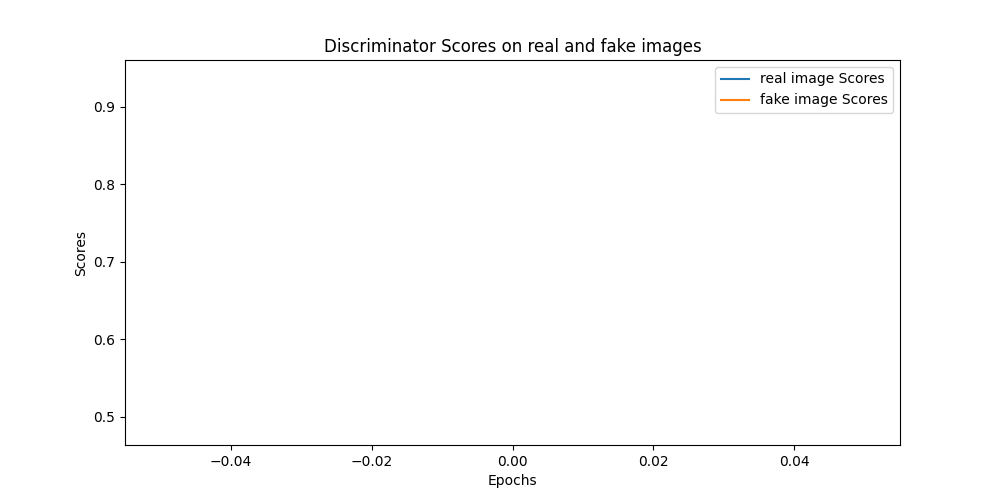 Discriminator Scores on real and fake images
real image Scores
fake image Scores
0.9
0.8
0.7
0.6
0.5
Scores
−0.04
−0.02
0.00
0.02
0.04
Epochs